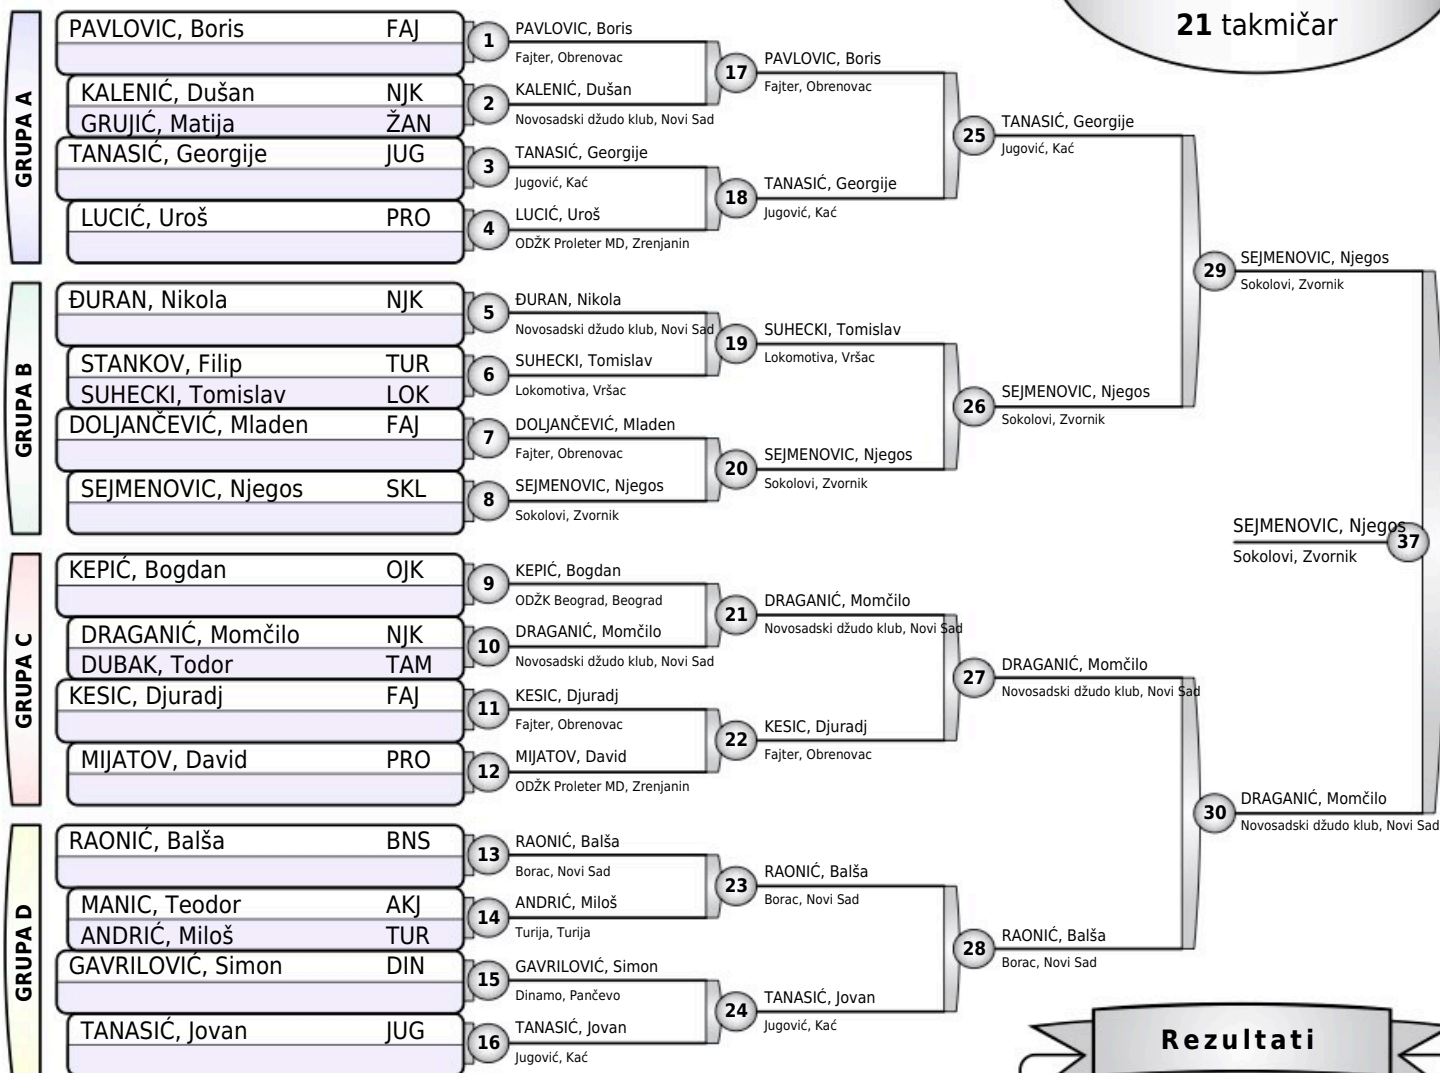 21 takmičar
GRUPA A
PAVLOVIC, Boris FAJ
KALENIĆ, Dušan NJK
GRUJIĆ, Matija ŽAN
TANASIĆ, Georgije JUG
LUCIĆ, Uroš PRO
1 PAVLOVIC, Boris
Fajter, Obrenovac
2 KALENIĆ, Dušan
Novosadski džudo klub, Novi Sad
3 TANASIĆ, Georgije
Jugović, Kać
4 LUCIĆ, Uroš
ODŽK Proleter MD, Zrenjanin
17 PAVLOVIC, Boris
Fajter, Obrenovac
18 TANASIĆ, Georgije
Jugović, Kać
25 TANASIĆ, Georgije
Jugović, Kać
GRUPA B
ĐURAN, Nikola NJK
STANKOV, Filip TUR
SUHECKI, Tomislav LOK
DOLJANČEVIĆ, Mladen FAJ
SEJMENOVIC, Njegos SKL
5 ĐURAN, Nikola
Novosadski džudo klub, Novi Sad
6 SUHECKI, Tomislav
Lokomotiva, Vršac
7 DOLJANČEVIĆ, Mladen
Fajter, Obrenovac
8 SEJMENOVIC, Njegos
Sokolovi, Zvornik
19 SUHECKI, Tomislav
Lokomotiva, Vršac
20 SEJMENOVIC, Njegos
Sokolovi, Zvornik
26 SEJMENOVIC, Njegos
Sokolovi, Zvornik
29 SEJMENOVIC, Njegos
Sokolovi, Zvornik
GRUPA C
KEPIĆ, Bogdan OJK
DRAGANIĆ, Momčilo NJK
DUBAK, Todor TAM
KESIC, Djuradj FAJ
MIJATOV, David PRO
9 KEPIĆ, Bogdan
ODŽK Beograd, Beograd
10 DRAGANIĆ, Momčilo
Novosadski džudo klub, Novi Sad
11 KESIC, Djuradj
Fajter, Obrenovac
12 MIJATOV, David
ODŽK Proleter MD, Zrenjanin
21 DRAGANIĆ, Momčilo
Novosadski džudo klub, Novi Sad
22 KESIC, Djuradj
Fajter, Obrenovac
27 DRAGANIĆ, Momčilo
Novosadski džudo klub, Novi Sad
GRUPA D
RAONIĆ, Balša BNS
MANIC, Teodor AKJ
ANDRIĆ, Miloš TUR
GAVRILOVIĆ, Simon DIN
TANASIĆ, Jovan JUG
13 RAONIĆ, Balša
Borac, Novi Sad
14 ANDRIĆ, Miloš
Turija, Turija
15 GAVRILOVIĆ, Simon
Dinamo, Pančevo
16 TANASIĆ, Jovan
Jugović, Kać
23 RAONIĆ, Balša
Borac, Novi Sad
24 TANASIĆ, Jovan
Jugović, Kać
28 RAONIĆ, Balša
Borac, Novi Sad
30 DRAGANIĆ, Momčilo
Novosadski džudo klub, Novi Sad
SEJMENOVIC, Njegos 37
Sokolovi, Zvornik
Rezultati